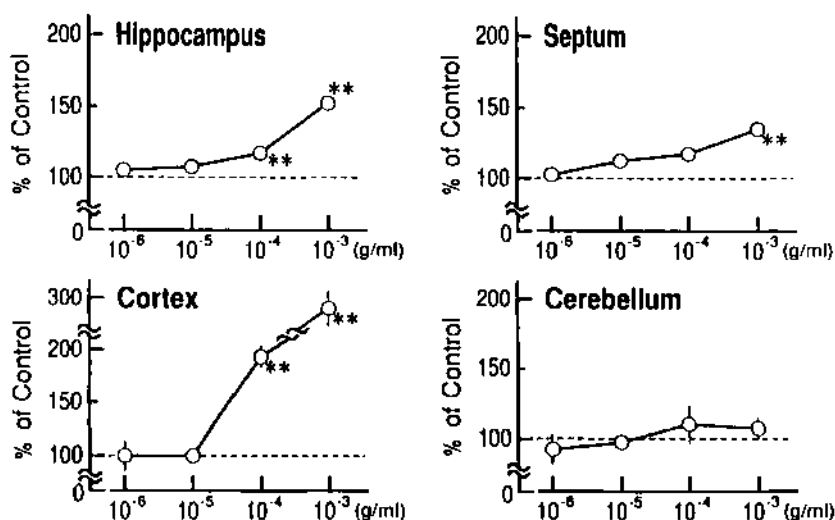 Hippocampus
% of Control
200
150
100
0
**
**
10⁻⁶ 10⁻⁵ 10⁻⁴ 10⁻³ (g/ml)
Septum
% of Control
200
150
100
0
**
10⁻⁶ 10⁻⁵ 10⁻⁴ 10⁻³ (g/ml)
Cortex
% of Control
300
200
150
100
0
**
**
10⁻⁶ 10⁻⁵ 10⁻⁴ 10⁻³ (g/ml)
Cerebellum
% of Control
200
150
100
0
10⁻⁶ 10⁻⁵ 10⁻⁴ 10⁻³ (g/ml)